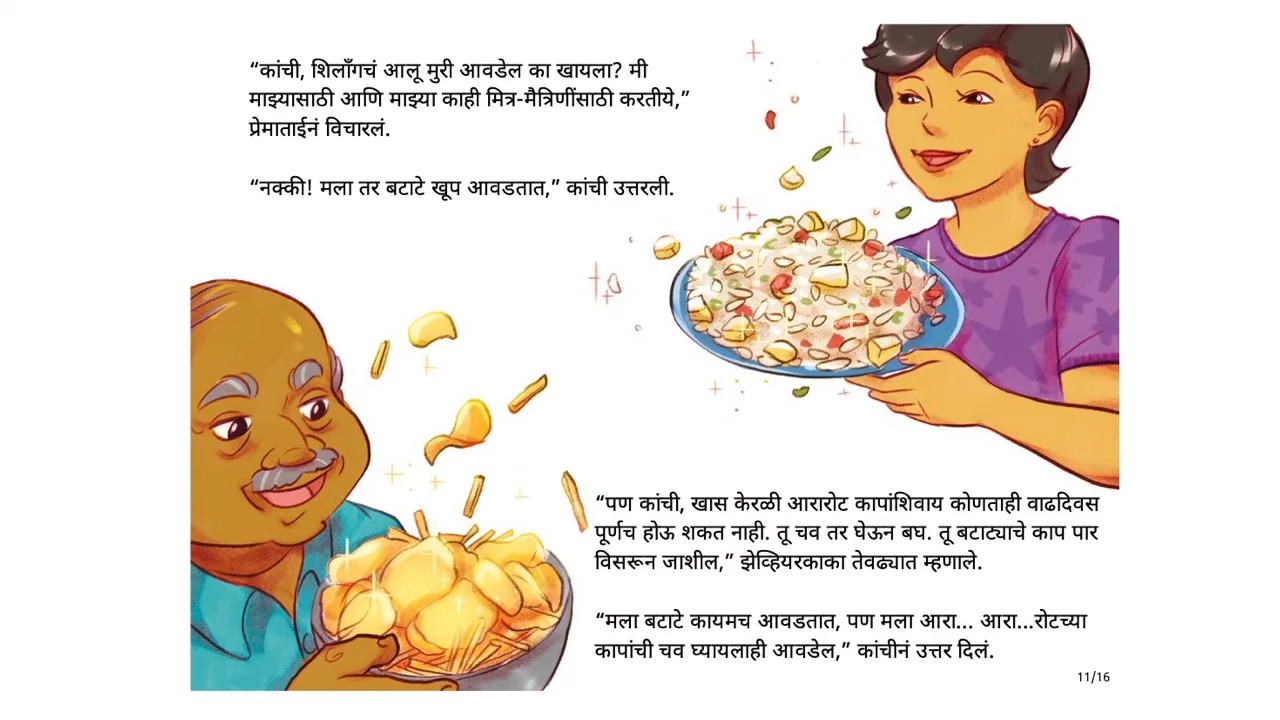 “कांची, शिलाँगचं आलू मुरी आवडेल का खायला? मी
माझ्यासाठी आणि माझ्या काही मित्र-मैत्रिणींसाठी करतीये,”
प्रेमाताईनं विचारलं.
“नक्की! मला तर बटाटे खूप आवडतात,” कांची उत्तरली.
“पण कांची, खास केरळी आरारोट कापांशिवाय कोणताही वाढदिवस
पूर्णच होऊ शकत नाही. तू चव तर घेऊन बघ. तू बटाट्याचे काप पार
विसरून जाशील,” झेव्हियरकाका तेवढ्यात म्हणाले.
“मला बटाटे कायमच आवडतात, पण मला आरा... आरा...रोटच्या
कापांची चव घ्यायलाही आवडेल,” कांचीनं उत्तर दिलं.
11/16